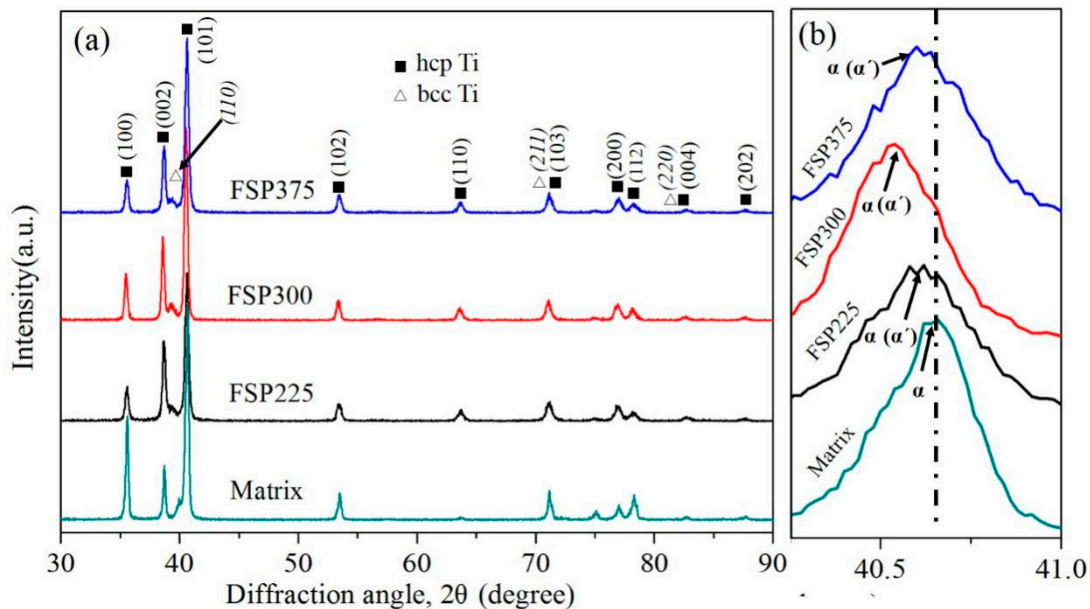 (a)
■ hcp Ti
△ bcc Ti
(100)
(002)
(110)
(101)
(102)
(110)
(211)
(103)
(200)
(112)
(220)
(004)
(202)
FSP375
FSP300
FSP225
Matrix
Intensity(a.u.)
30 40 50 60 70 80 90
Diffraction angle, 2θ (degree)
(b)
α (α´)
FSP375
α (α´)
FSP300
α (α´)
FSP225
α
Matrix
40.5 41.0